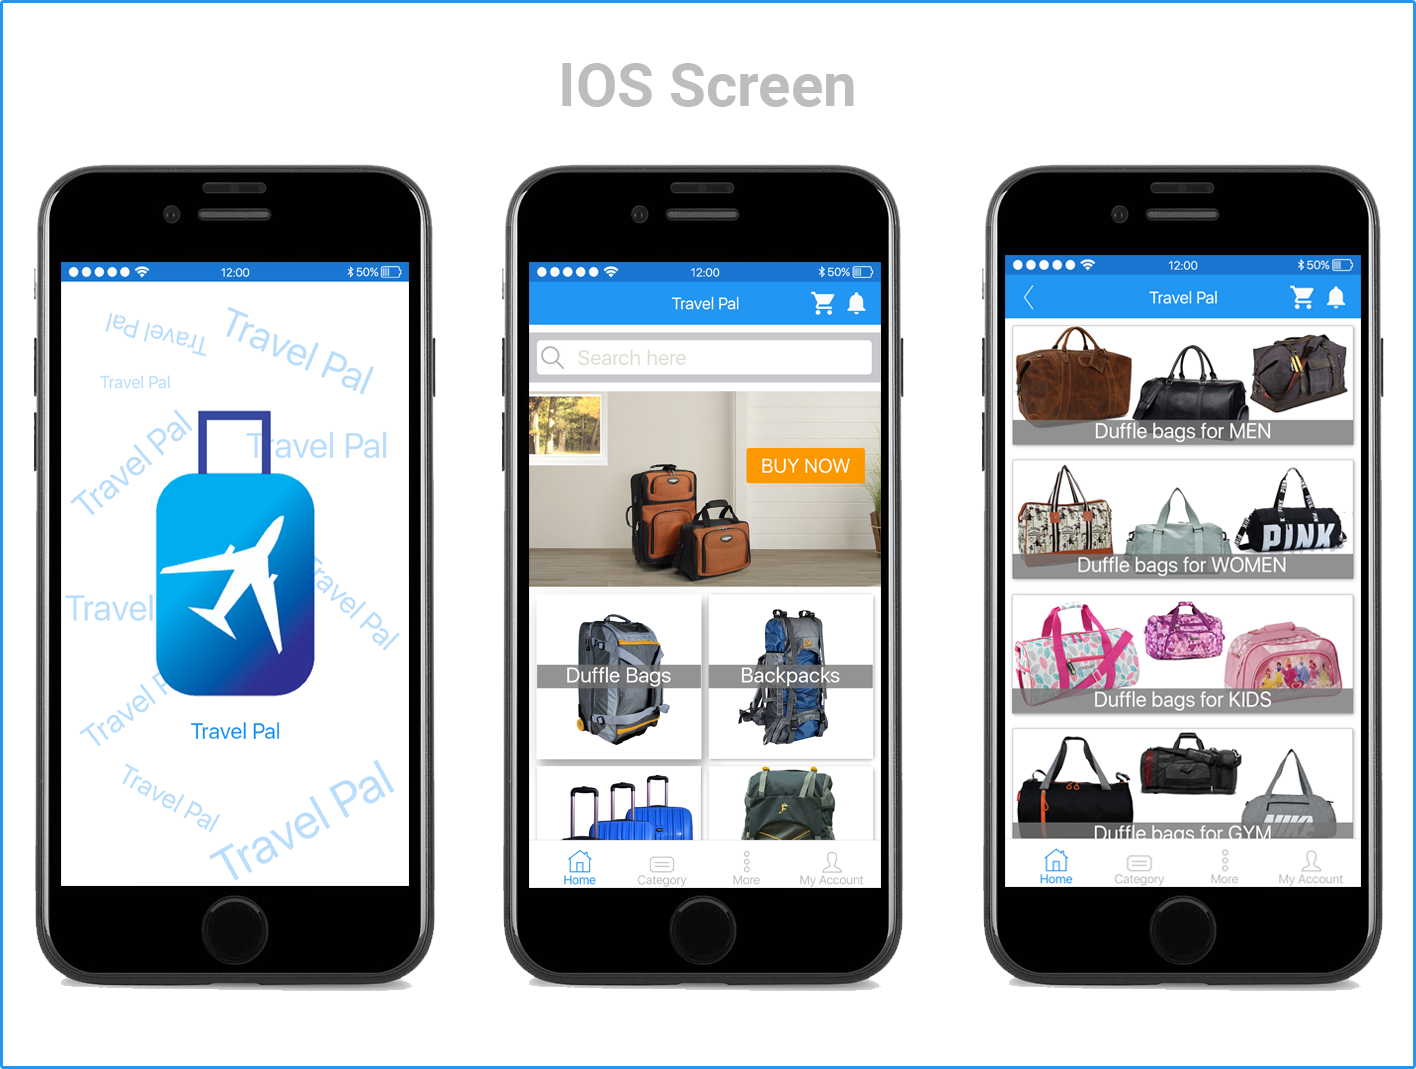 IOS Screen
12:00
50%
Travel Pal
Travel Pal
Travel Pal
Travel Pal
Travel Pal
Travel
Travel Pal
Travel P
Travel Pal
Travel Pal
Travel Pal
12:00
50%
Travel Pal
Search here
BUY NOW
Duffle Bags
Backpacks
Home
Category
More
My Account
12:00
50%
Travel Pal
Duffle bags for MEN
PINK
Duffle bags for WOMEN
Duffle bags for KIDS
NIKE
Duffle bags for GYM
Home
Category
More
My Account